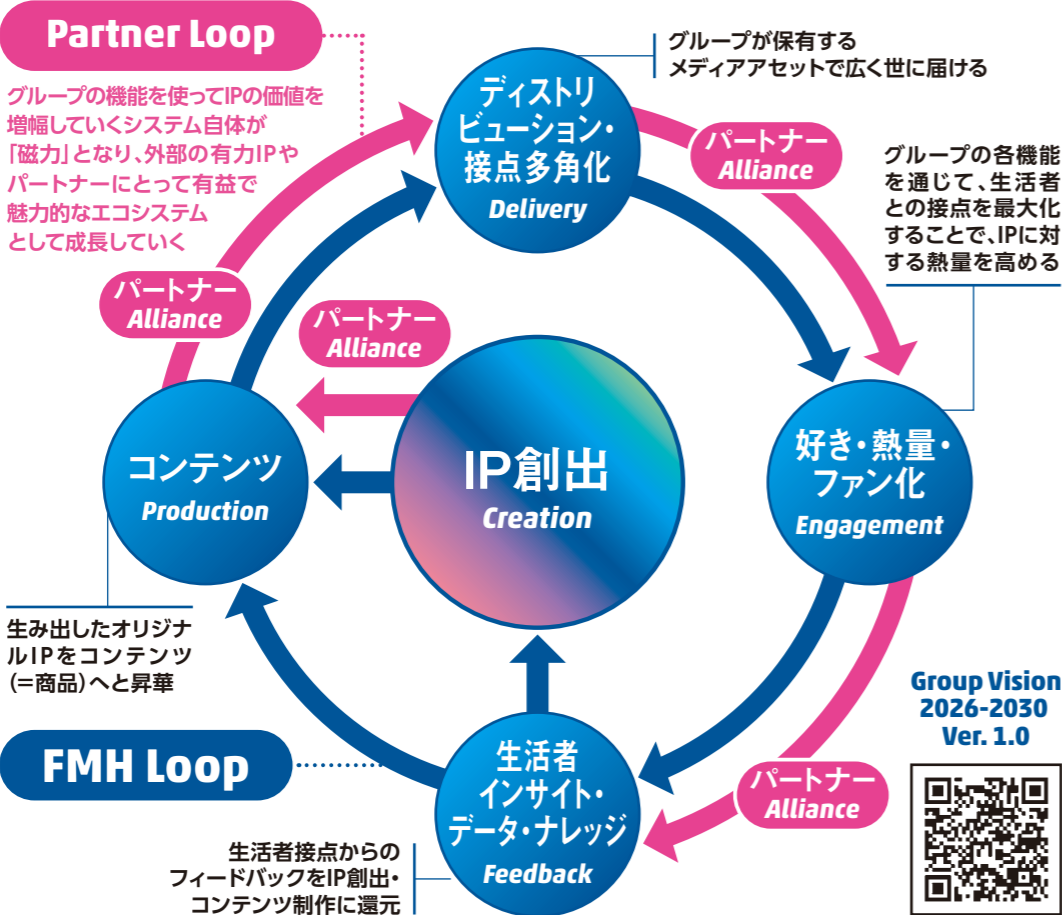 Partner Loop
グループの機能を使ってIPの価値を
増幅していくシステム自体が
「磁力」となり、外部の有力IPや
パートナーにとって有益で
魅力的なエコシステム
として成長していく
グループが保有する
メディアアセットで広く世に届ける
ディストリ
ビューション・
接点多角化
Delivery
パートナー
Alliance
グループの各機能
を通じて、生活者
との接点を最大化
することで、IPに対
する熱量を高める
パートナー
Alliance
パートナー
Alliance
IP創出
Creation
コンテンツ
Production
好き・熱量・
ファン化
Engagement
生み出したオリジナ
ルIPをコンテンツ
(=商品)へと昇華
FMH Loop
生活者
インサイト・
データ・ナレッジ
Feedback
パートナー
Alliance
生活者接点からの
フィードバックをIP創出・
コンテンツ制作に還元
Group Vision
2026-2030
Ver. 1.0